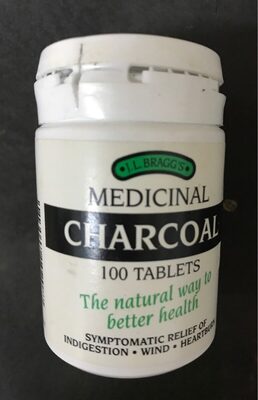 J.L. BRAGG'S
MEDICINAL
CHARCOAL
100 TABLETS
The natural way to
better health
SYMPTOMATIC RELIEF OF
INDIGESTION • WIND • HEARTBURN